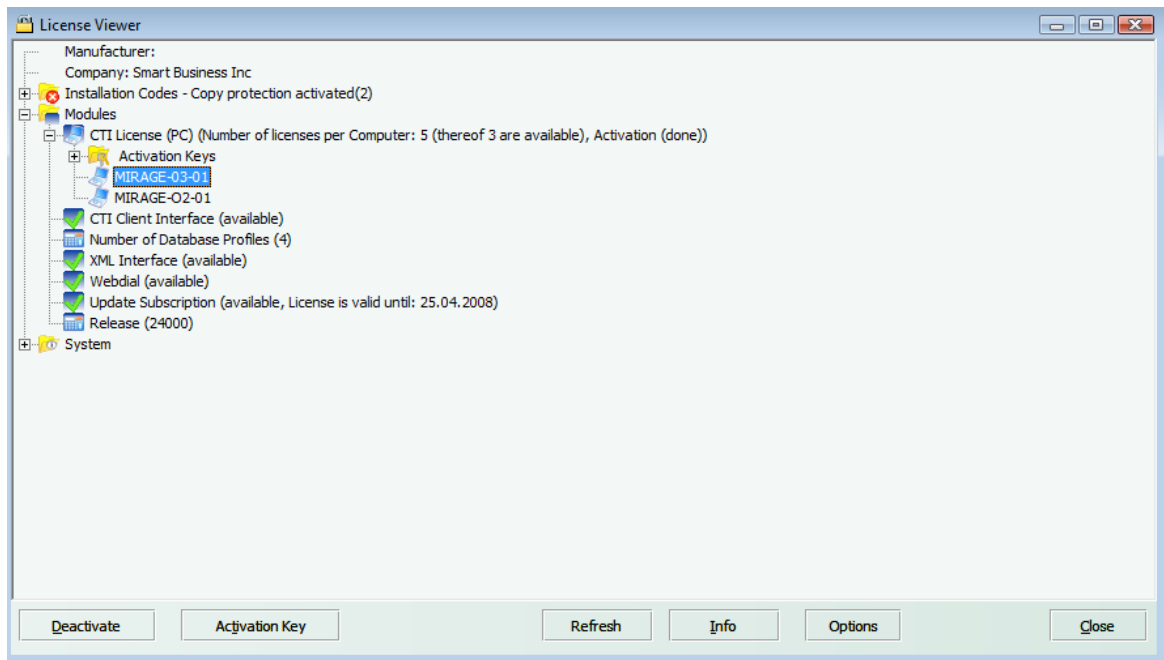 License Viewer
Manufacturer:
Company: Smart Business Inc
Installation Codes - Copy protection activated(2)
Modules
CTI License (PC) (Number of licenses per Computer: 5 (thereof 3 are available), Activation (done))
Activation Keys
MIRAGE-03-01
MIRAGE-O2-01
CTI Client Interface (available)
Number of Database Profiles (4)
XML Interface (available)
Webdial (available)
Update Subscription (available, License is valid until: 25.04.2008)
Release (24000)
System
Deactivate Activation Key Refresh Info Options Close